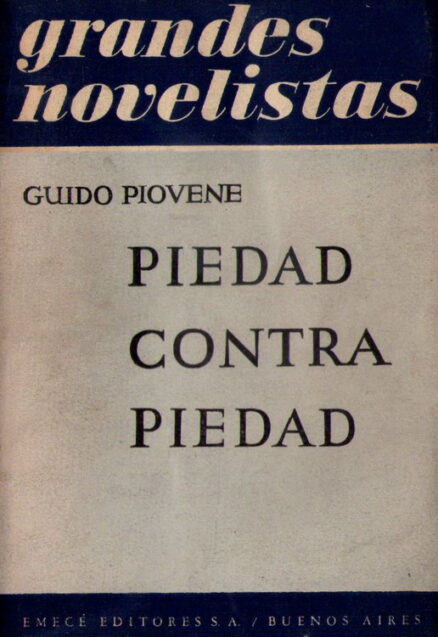 grandes
novelistas
GUIDO PIOVENE
PIEDAD
CONTRA
PIEDAD
EMECÉ EDITORES S. A. / BUENOS AIRES